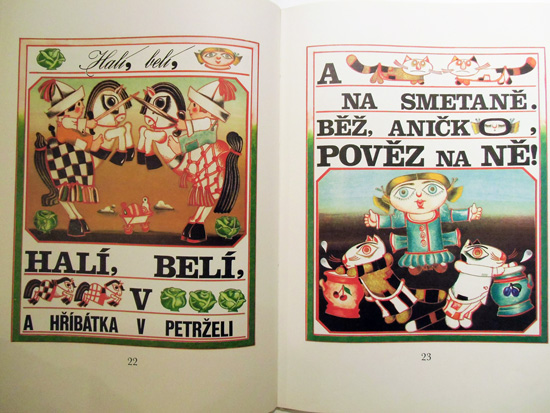 Halí, belí,
HALÍ, BELÍ,
V
A HŘÍBÁTKA V PETRŽELI
22
A
NA SMETANĚ.
BĚŽ, ANIČK ,
POVĚZ NA NĚ!
23